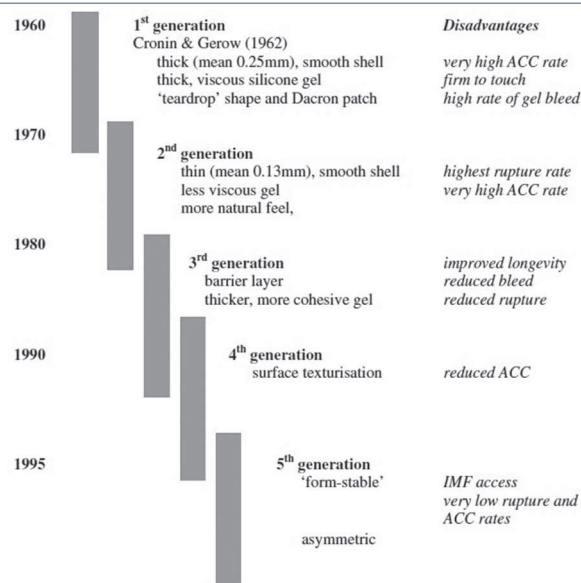 1960 1st generation Disadvantages
Cronin & Gerow (1962)
thick (mean 0.25mm), smooth shell very high ACC rate
thick, viscous silicone gel firm to touch
‘teardrop’ shape and Dacron patch high rate of gel bleed
1970
2nd generation
thin (mean 0.13mm), smooth shell highest rupture rate
less viscous gel very high ACC rate
more natural feel,
1980
3rd generation improved longevity
barrier layer reduced bleed
thicker, more cohesive gel reduced rupture
1990 4th generation
surface texturisation reduced ACC
1995 5th generation
‘form-stable’ IMF access
very low rupture and
ACC rates
asymmetric